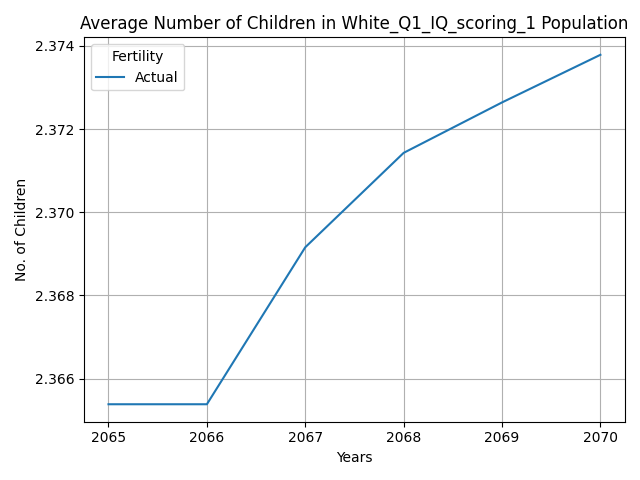 Average Number of Children in White_Q1_IQ_scoring_1 Population
Fertility
Actual
2.374
2.372
2.370
2.368
2.366
No. of Children
2065 2066 2067 2068 2069 2070
Years